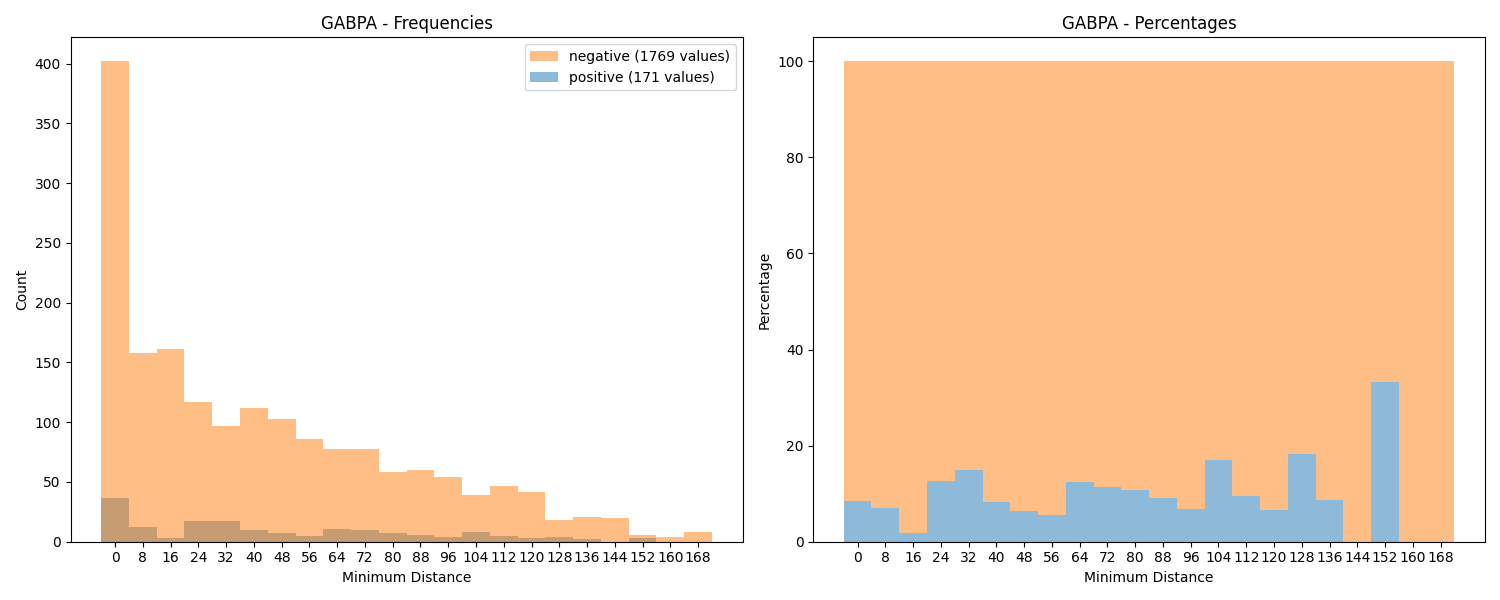 GABPA - Frequencies
400
350
300
250
200
150
100
50
0
Count
negative (1769 values)
positive (171 values)
0 8 16 24 32 40 48 56 64 72 80 88 96 104 112 120 128 136 144 152 160 168
Minimum Distance
GABPA - Percentages
100
80
60
40
20
0
Percentage
0 8 16 24 32 40 48 56 64 72 80 88 96 104 112 120 128 136 144 152 160 168
Minimum Distance